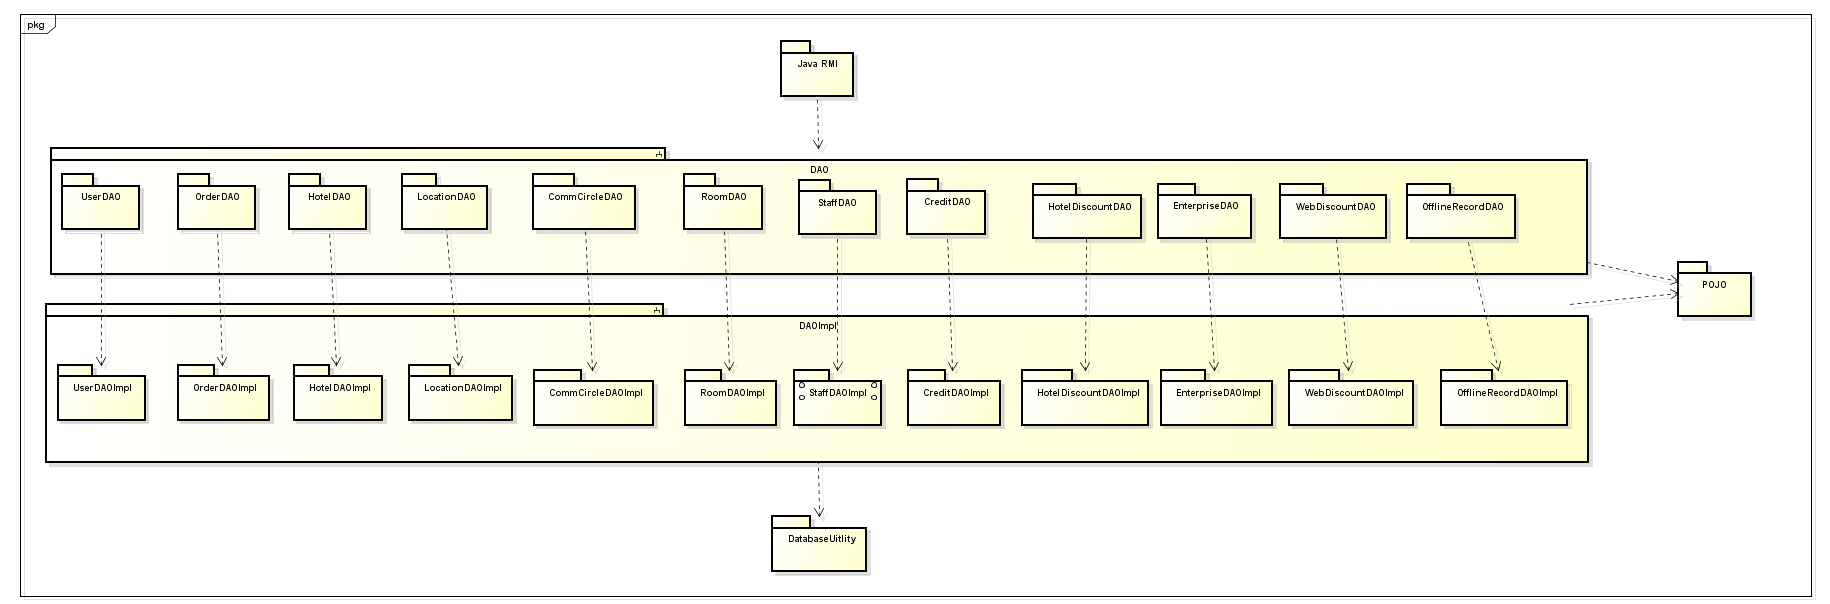 pkg
Java RMI
DAO
UserDAO
OrderDAO
HotelDAO
LocationDAO
CommCircleDAO
RoomDAO
StaffDAO
CreditDAO
HotelDiscountDAO
EnterpriseDAO
WebDiscountDAO
OfflineRecordDAO
POJO
DAOImpl
UserDAOImpl
OrderDAOImpl
HotelDAOImpl
LocationDAOImpl
CommCircleDAOImpl
RoomDAOImpl
StaffDAOImpl
CreditDAOImpl
HotelDiscountDAOImpl
EnterpriseDAOImpl
WebDiscountDAOImpl
OfflineRecordDAOImpl
DatabaseUitlity